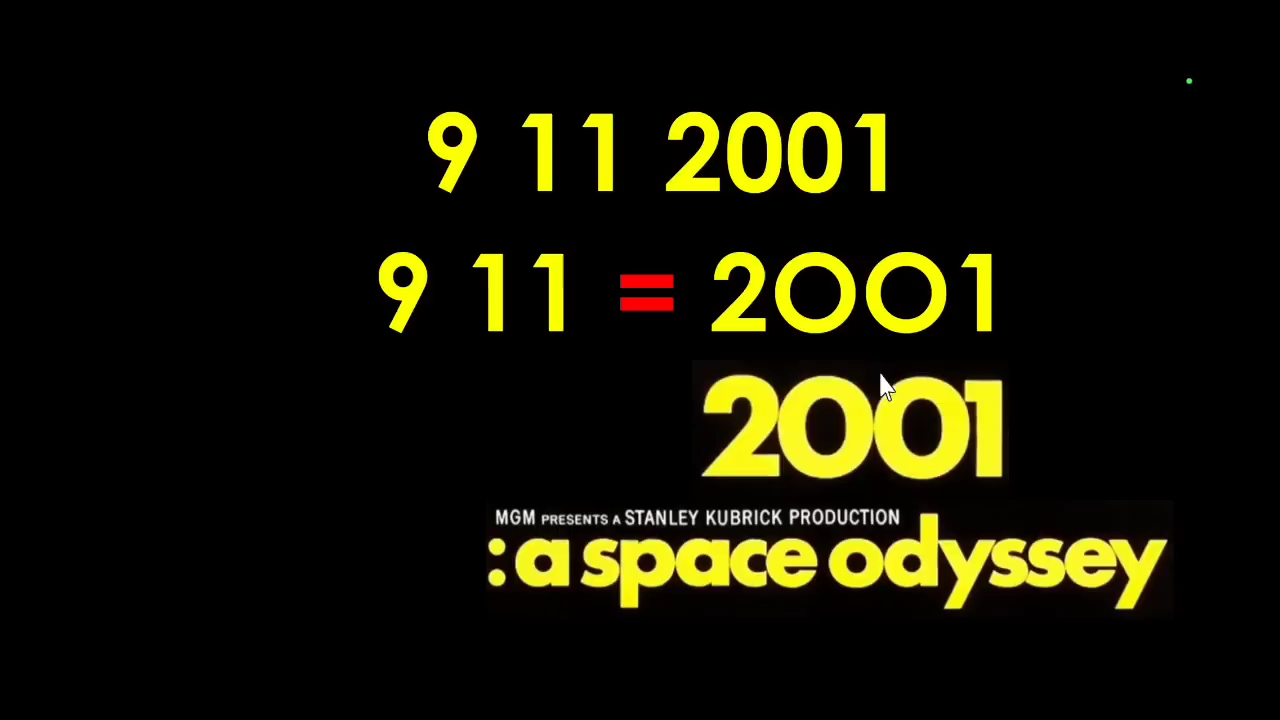 9 11 2001
9 11 = 2001
2001
MGM PRESENTS A STANLEY KUBRICK PRODUCTION
: a space odyssey